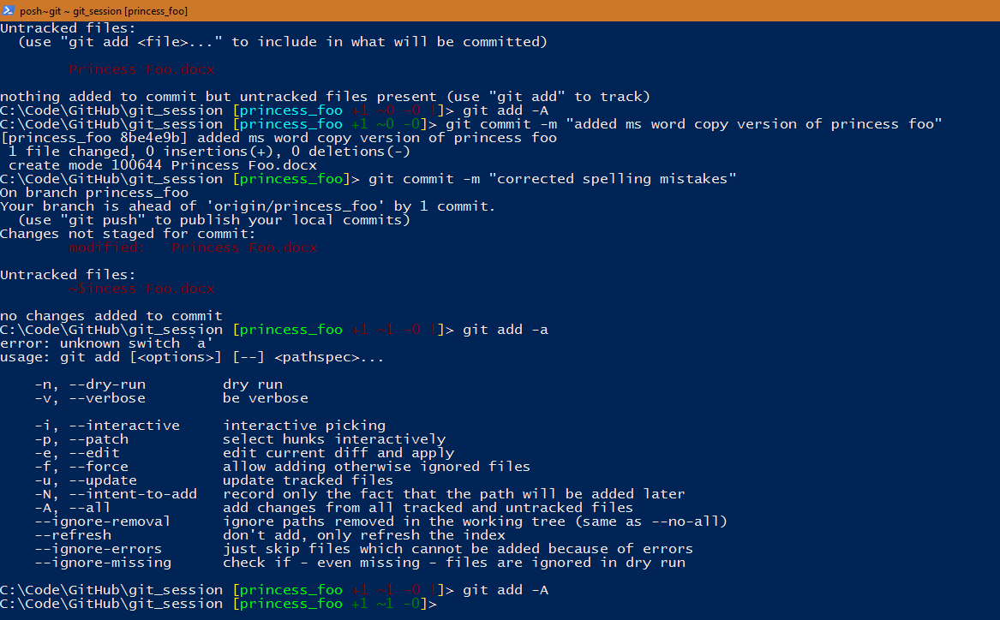 posh~git ~ git_session [princess_foo]
Untracked files:
  (use "git add <file>..." to include in what will be committed)
        Princess Foo.docx
nothing added to commit but untracked files present (use "git add" to track)
C:\Code\GitHub\git_session [princess_foo +1 ~0 -0 !]> git add -A
C:\Code\GitHub\git_session [princess_foo +1 ~0 -0]> git commit -m "added ms word copy version of princess foo"
[princess_foo 8be4e9b] added ms word copy version of princess foo
 1 file changed, 0 insertions(+), 0 deletions(-)
 create mode 100644 Princess Foo.docx
C:\Code\GitHub\git_session [princess_foo]> git commit -m "corrected spelling mistakes"
On branch princess_foo
Your branch is ahead of 'origin/princess_foo' by 1 commit.
  (use "git push" to publish your local commits)
Changes not staged for commit:
        modified:   Princess Foo.docx
Untracked files:
        ~$incess Foo.docx
no changes added to commit
C:\Code\GitHub\git_session [princess_foo +1 ~1 -0 !]> git add -a
error: unknown switch `a'
usage: git add [<options>] [--] <pathspec>...
    -n, --dry-run         dry run
    -v, --verbose         be verbose
    -i, --interactive     interactive picking
    -p, --patch           select hunks interactively
    -e, --edit            edit current diff and apply
    -f, --force           allow adding otherwise ignored files
    -u, --update          update tracked files
    -N, --intent-to-add   record only the fact that the path will be added later
    -A, --all             add changes from all tracked and untracked files
    --ignore-removal      ignore paths removed in the working tree (same as --no-all)
    --refresh             don't add, only refresh the index
    --ignore-errors       just skip files which cannot be added because of errors
    --ignore-missing      check if - even missing - files are ignored in dry run
C:\Code\GitHub\git_session [princess_foo +1 ~1 -0 !]> git add -A
C:\Code\GitHub\git_session [princess_foo +1 ~1 -0]>